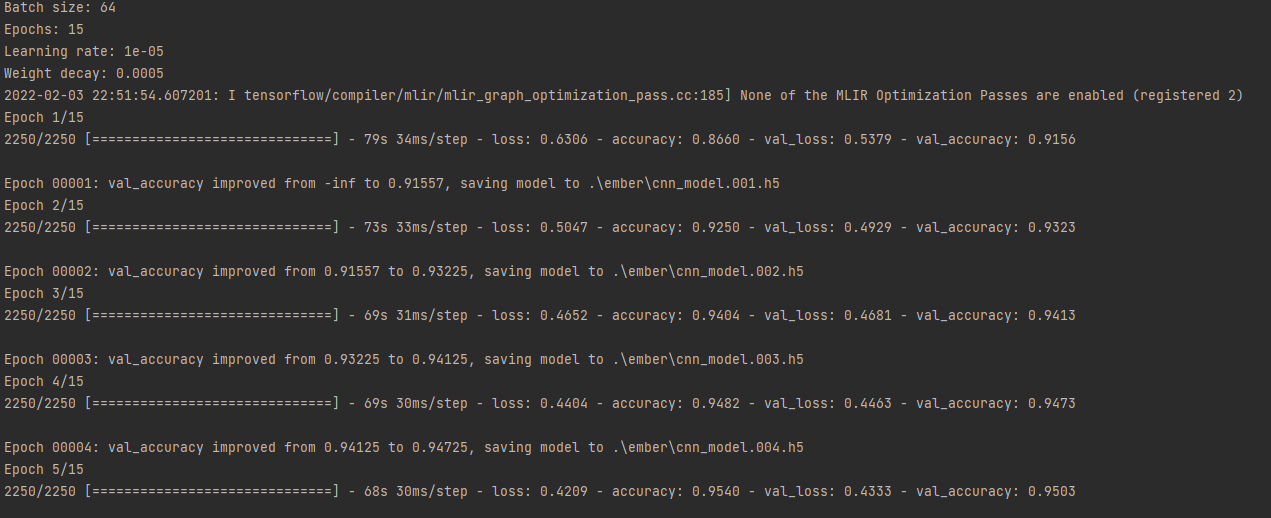 Batch size: 64
Epochs: 15
Learning rate: 1e-05
Weight decay: 0.0005
2022-02-03 22:51:54.607201: I tensorflow/compiler/mlir/mlir_graph_optimization_pass.cc:185] None of the MLIR Optimization Passes are enabled (registered 2)
Epoch 1/15
2250/2250 [==============================] - 79s 34ms/step - loss: 0.6306 - accuracy: 0.8660 - val_loss: 0.5379 - val_accuracy: 0.9156
Epoch 00001: val_accuracy improved from -inf to 0.91557, saving model to .\ember\cnn_model.001.h5
Epoch 2/15
2250/2250 [==============================] - 73s 33ms/step - loss: 0.5047 - accuracy: 0.9250 - val_loss: 0.4929 - val_accuracy: 0.9323
Epoch 00002: val_accuracy improved from 0.91557 to 0.93225, saving model to .\ember\cnn_model.002.h5
Epoch 3/15
2250/2250 [==============================] - 69s 31ms/step - loss: 0.4652 - accuracy: 0.9404 - val_loss: 0.4681 - val_accuracy: 0.9413
Epoch 00003: val_accuracy improved from 0.93225 to 0.94125, saving model to .\ember\cnn_model.003.h5
Epoch 4/15
2250/2250 [==============================] - 69s 30ms/step - loss: 0.4404 - accuracy: 0.9482 - val_loss: 0.4463 - val_accuracy: 0.9473
Epoch 00004: val_accuracy improved from 0.94125 to 0.94725, saving model to .\ember\cnn_model.004.h5
Epoch 5/15
2250/2250 [==============================] - 68s 30ms/step - loss: 0.4209 - accuracy: 0.9540 - val_loss: 0.4333 - val_accuracy: 0.9503